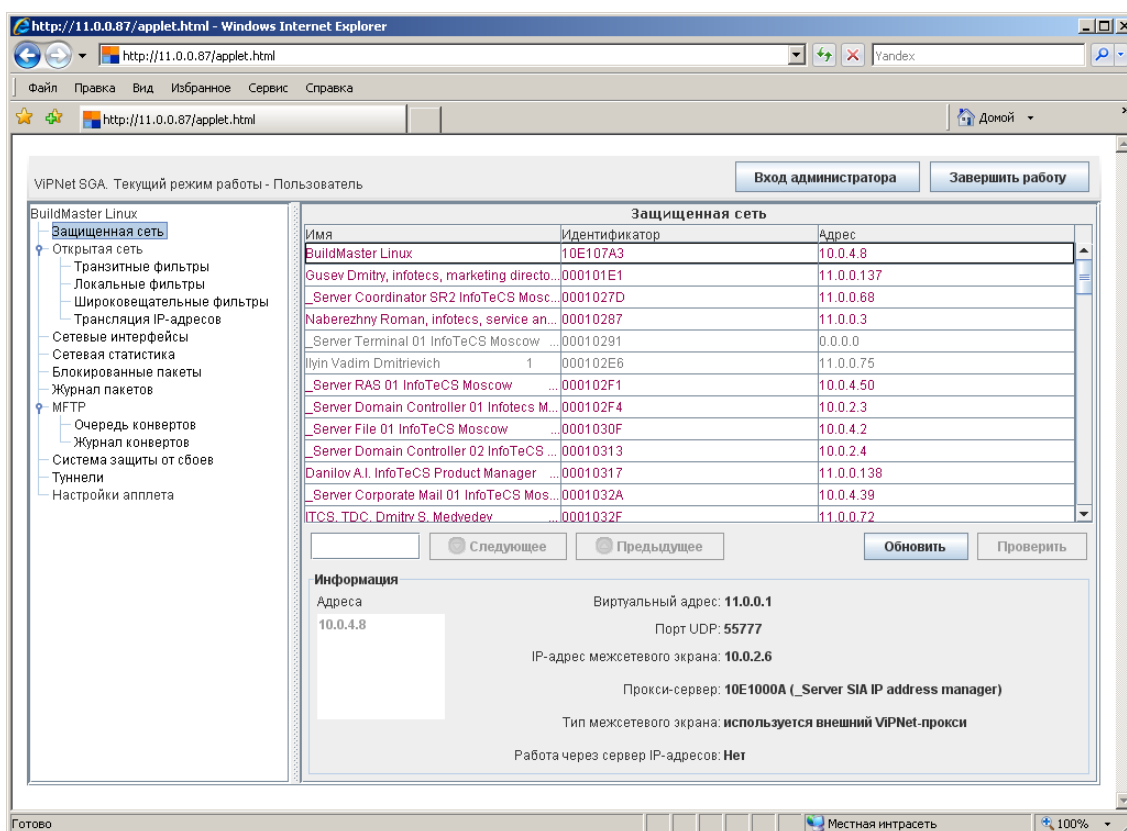 http://11.0.0.87/applet.html - Windows Internet Explorer
http://11.0.0.87/applet.html
Yandex
Файл Правка Вид Избранное Сервис Справка
http://11.0.0.87/applet.html
Домой
ViPNet SGA. Текущий режим работы - Пользователь
Вход администратора
Завершить работу
BuildMaster Linux
Защищенная сеть
Открытая сеть
Транзитные фильтры
Локальные фильтры
Широковещательные фильтры
Трансляция IP-адресов
Сетевые интерфейсы
Сетевая статистика
Блокированные пакеты
Журнал пакетов
MFTP
Очередь конвертов
Журнал конвертов
Система защиты от сбоев
Туннели
Настройки апплета
Защищенная сеть
Имя Идентификатор Адрес
BuildMaster Linux 10E107A3 10.0.4.8
Gusev Dmitry, infotecs, marketing directo... 000101E1 11.0.0.137
_Server Coordinator SR2 InfoTeCS Mosc... 0001027D 11.0.0.68
Naberezhny Roman, infotecs, service an... 00010287 11.0.0.3
_Server Terminal 01 InfoTeCS Moscow ... 00010291 0.0.0.0
Ilyin Vadim Dmitrievich 1 000102E6 11.0.0.75
_Server RAS 01 InfoTeCS Moscow ... 000102F1 10.0.4.50
_Server Domain Controller 01 Infotecs M... 000102F4 10.0.2.3
_Server File 01 InfoTeCS Moscow ... 0001030F 10.0.4.2
_Server Domain Controller 02 InfoTeCS ... 00010313 10.0.2.4
Danilov A.I. InfoTeCS Product Manager ... 00010317 11.0.0.138
_Server Corporate Mail 01 InfoTeCS Mos... 0001032A 10.0.4.39
ITCS, TDC, Dmitry S. Medvedev ... 0001032F 11.0.0.72
Следующее
Предыдущее
Обновить
Проверить
Информация
Адреса
10.0.4.8
Виртуальный адрес: 11.0.0.1
Порт UDP: 55777
IP-адрес межсетевого экрана: 10.0.2.6
Прокси-сервер: 10E1000A (_Server SIA IP address manager)
Тип межсетевого экрана: используется внешний ViPNet-прокси
Работа через сервер IP-адресов: Нет
Готово
Местная интрасеть
100%